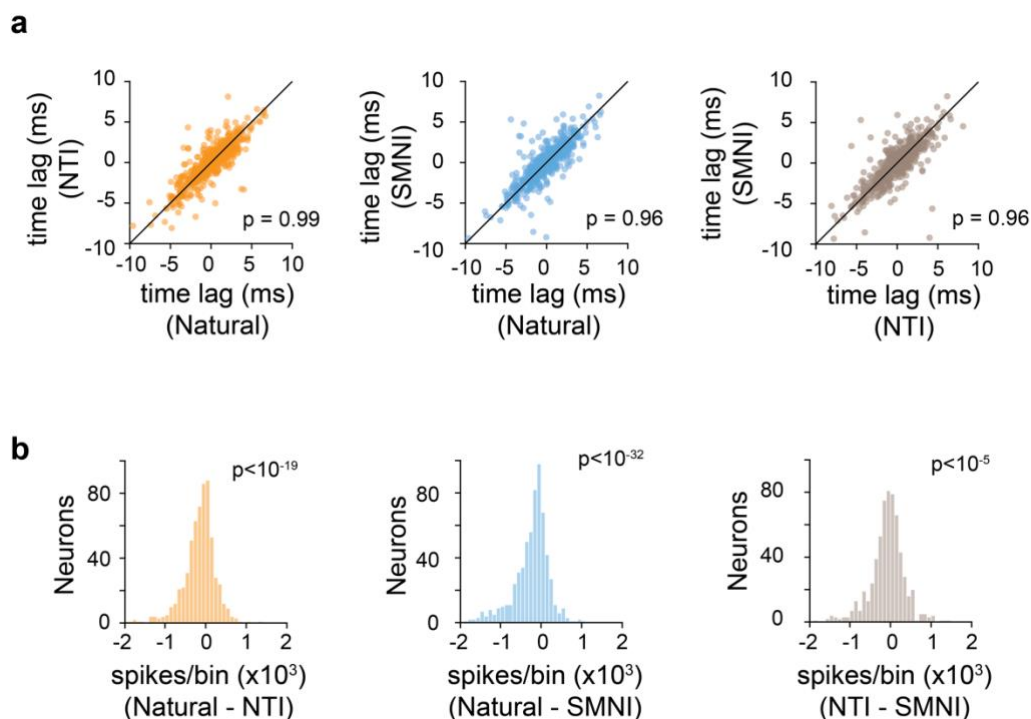 a
10
5
0
-5
-10
-10 -5 0 5 10
time lag (ms)
(NTI)
p = 0.99
time lag (ms)
(Natural)
10
5
0
-5
-10
-10 -5 0 5 10
time lag (ms)
(SMNI)
p = 0.96
time lag (ms)
(Natural)
10
5
0
-5
-10
-10 -5 0 5 10
time lag (ms)
(SMNI)
p = 0.96
time lag (ms)
(NTI)
b
p<10⁻¹⁹
80
40
0
Neurons
-2 -1 0 1 2
spikes/bin (x10³)
(Natural - NTI)
p<10⁻³²
80
40
0
Neurons
-2 -1 0 1 2
spikes/bin (x10³)
(Natural - SMNI)
p<10⁻⁵
80
40
0
Neurons
-2 -1 0 1 2
spikes/bin (x10³)
(NTI - SMNI)